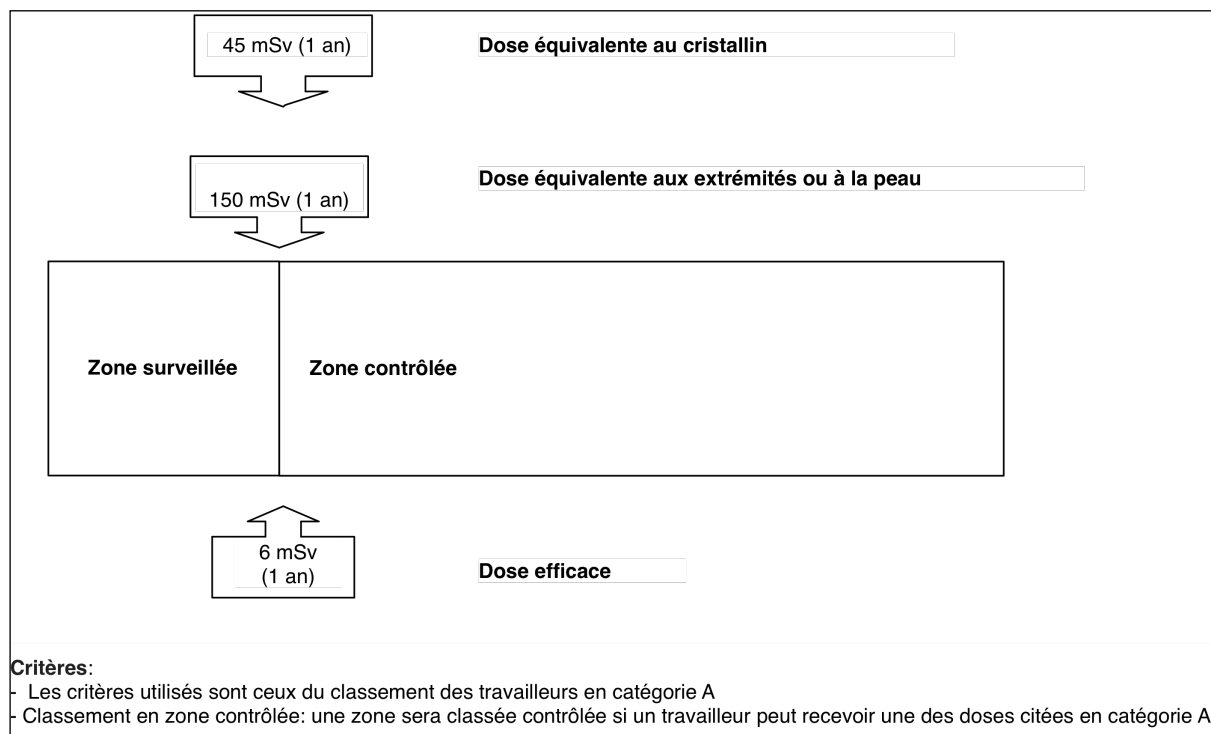 45 mSv (1 an)
Dose équivalente au cristallin
Dose équivalente aux extrémités ou à la peau
150 mSv (1 an)
Zone surveillée
Zone contrôlée
6 mSv
(1 an)
Dose efficace
Critères:
- Les critères utilisés sont ceux du classement des travailleurs en catégorie A
- Classement en zone contrôlée: une zone sera classée contrôlée si un travailleur peut recevoir une des doses citées en catégorie A